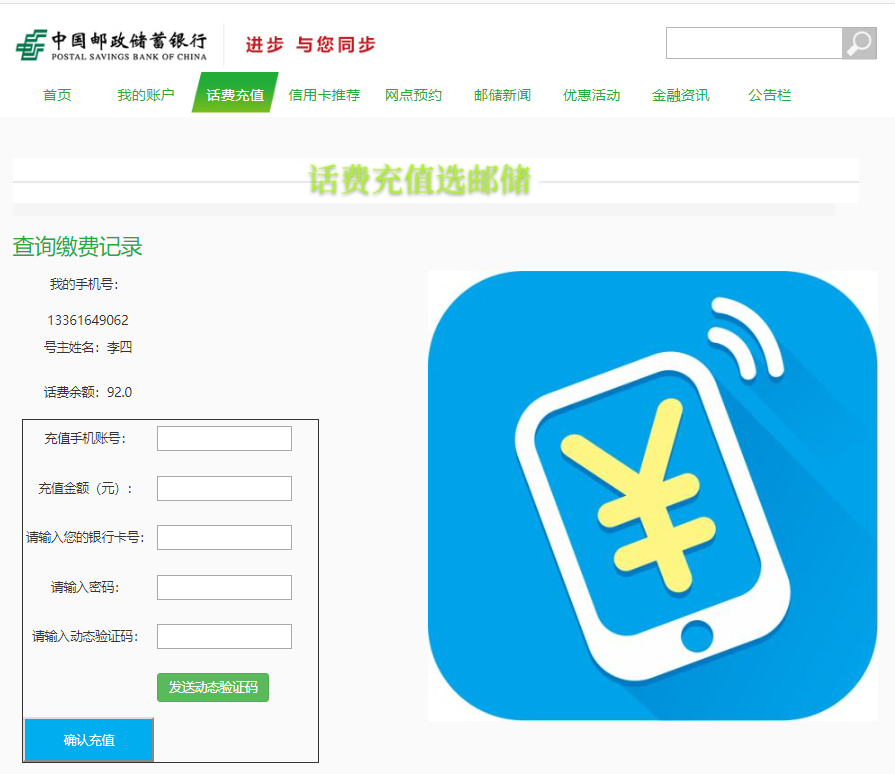 中国邮政储蓄银行
POSTAL SAVINGS BANK OF CHINA
进步 与您同步
首页 我的账户 话费充值 信用卡推荐 网点预约 邮储新闻 优惠活动 金融资讯 公告栏
话费充值选邮储
查询缴费记录
我的手机号：
13361649062
号主姓名：李四
话费余额：92.0
充值手机账号：
充值金额（元）：
请输入您的银行卡号：
请输入密码：
请输入动态验证码：
发送动态验证码
确认充值
¥